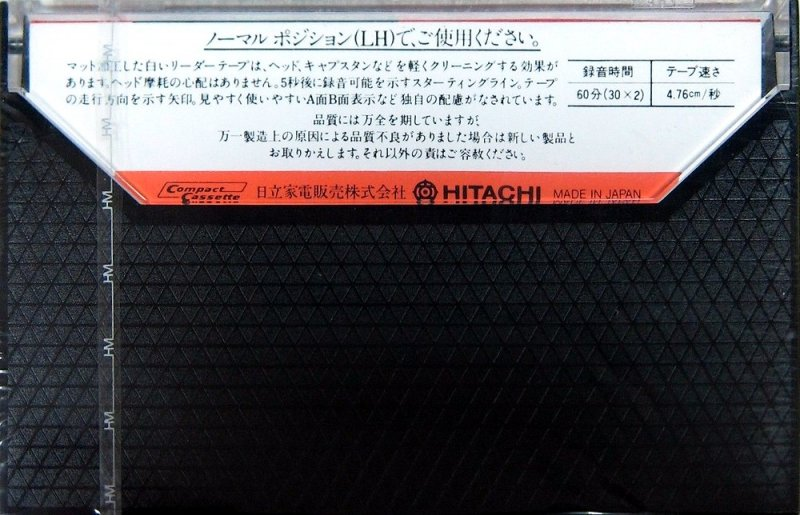 ノーマル ポジション(LH)で、ご使用ください。
マット加工した白いリーダーテープは、ヘッド、キャプスタンなどを軽くクリーニングする効果が
あります。ヘッド摩耗の心配はありません。5秒後に録音可能を示すスターティングライン。テープ
の走行方向を示す矢印。見やすく使いやすいA面B面表示など独自の配慮がなされています。
録音時間 テープ速さ
60分(30×2) 4.76cm/秒
品質には万全を期していますが、
万一製造上の原因による品質不良がありました場合は新しい製品と
お取りかえします。それ以外の責はご容赦ください。
Compact Cassette 日立家電販売株式会社 HITACHI MADE IN JAPAN
HM
HM
HM
HM
HM